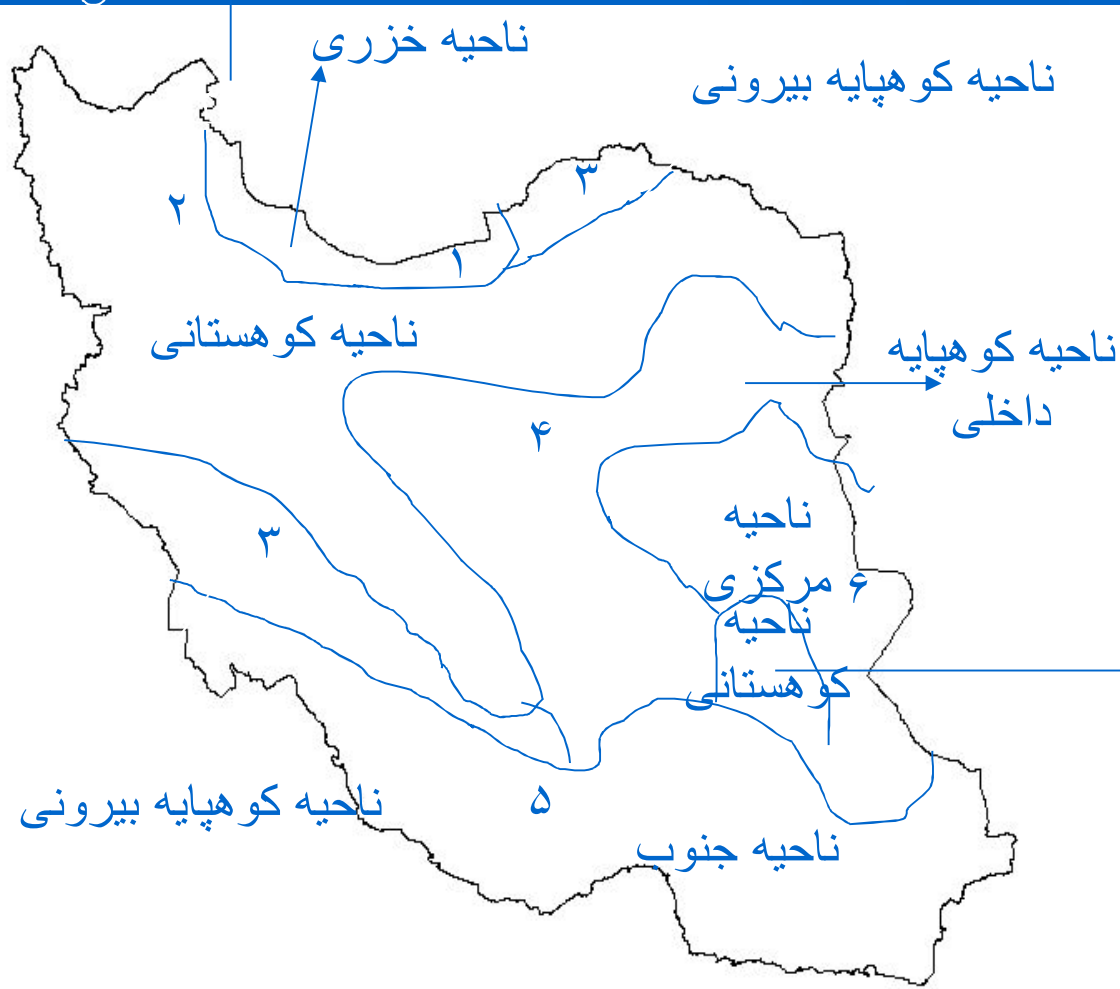 ناحیه خزری
ناحیه کوهپایه بیرونی
۳
۲
۱
ناحیه کوهستانی
ناحیه کوهپایه
داخلی
۴
۳
ناحیه
۶ مرکزی
ناحیه
کوهستانی
ناحیه کوهپایه بیرونی
۵
ناحیه جنوب